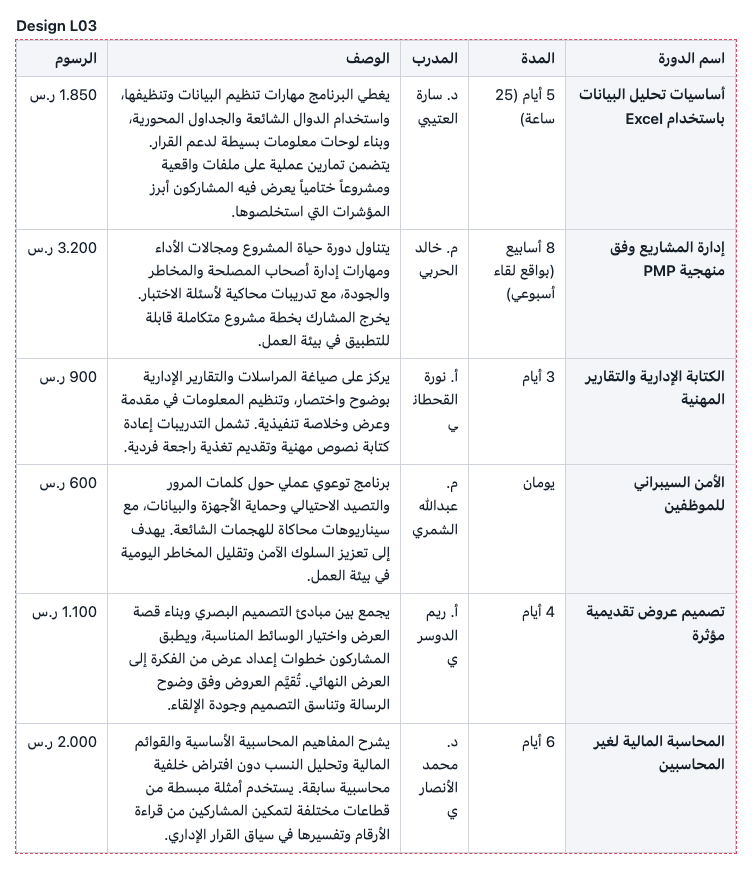 Design L03
اسم الدورة
المدة
المدرب
الوصف
الرسوم
أساسيات تحليل البيانات
باستخدام Excel
5 أيام (25
ساعة)
د. سارة
العتيبي
يغطي البرنامج مهارات تنظيم البيانات وتنظيفها،
واستخدام الدوال الشائعة والجداول المحورية،
وبناء لوحات معلومات بسيطة لدعم القرار.
يتضمن تمارين عملية على ملفات واقعية
ومشروعاً ختامياً يعرض فيه المشاركون أبرز
المؤشرات التي استخلصوها.
1.850 ر.س
إدارة المشاريع وفق
منهجية PMP
8 أسابيع
(بواقع لقاء
أسبوعي)
م. خالد
الحربي
يتناول دورة حياة المشروع ومجالات الأداء
ومهارات إدارة أصحاب المصلحة والمخاطر
والجودة، مع تدريبات محاكية لأسئلة الاختبار.
يخرج المشارك بخطة مشروع متكاملة قابلة
للتطبيق في بيئة العمل.
3.200 ر.س
الكتابة الإدارية والتقارير
المهنية
3 أيام
أ. نورة
القحطان
ي
يركز على صياغة المراسلات والتقارير الإدارية
بوضوح واختصار، وتنظيم المعلومات في مقدمة
وعرض وخلاصة تنفيذية. تشمل التدريبات إعادة
كتابة نصوص مهنية وتقديم تغذية راجعة فردية.
900 ر.س
الأمن السيبراني
للموظفين
يومان
م.
عبدالله
الشمري
برنامج توعوي عملي حول كلمات المرور
والتصيد الاحتيالي وحماية الأجهزة والبيانات، مع
سيناريوهات محاكاة للهجمات الشائعة. يهدف
إلى تعزيز السلوك الآمن وتقليل المخاطر اليومية
في بيئة العمل.
600 ر.س
تصميم عروض تقديمية
مؤثرة
4 أيام
أ. ريم
الدوسر
ي
يجمع بين مبادئ التصميم البصري وبناء قصة
العرض واختيار الوسائط المناسبة، ويطبق
المشاركون خطوات إعداد عرض من الفكرة إلى
العرض النهائي. تُقيَّم العروض وفق وضوح
الرسالة وتناسق التصميم وجودة الإلقاء.
1.100 ر.س
المحاسبة المالية لغير
المحاسبين
6 أيام
د.
محمد
الأنصار
ي
يشرح المفاهيم المحاسبية الأساسية والقوائم
المالية وتحليل النسب دون افتراض خلفية
محاسبية سابقة. يستخدم أمثلة مبسطة من
قطاعات مختلفة لتمكين المشاركين من قراءة
الأرقام وتفسيرها في سياق القرار الإداري.
2.000 ر.س